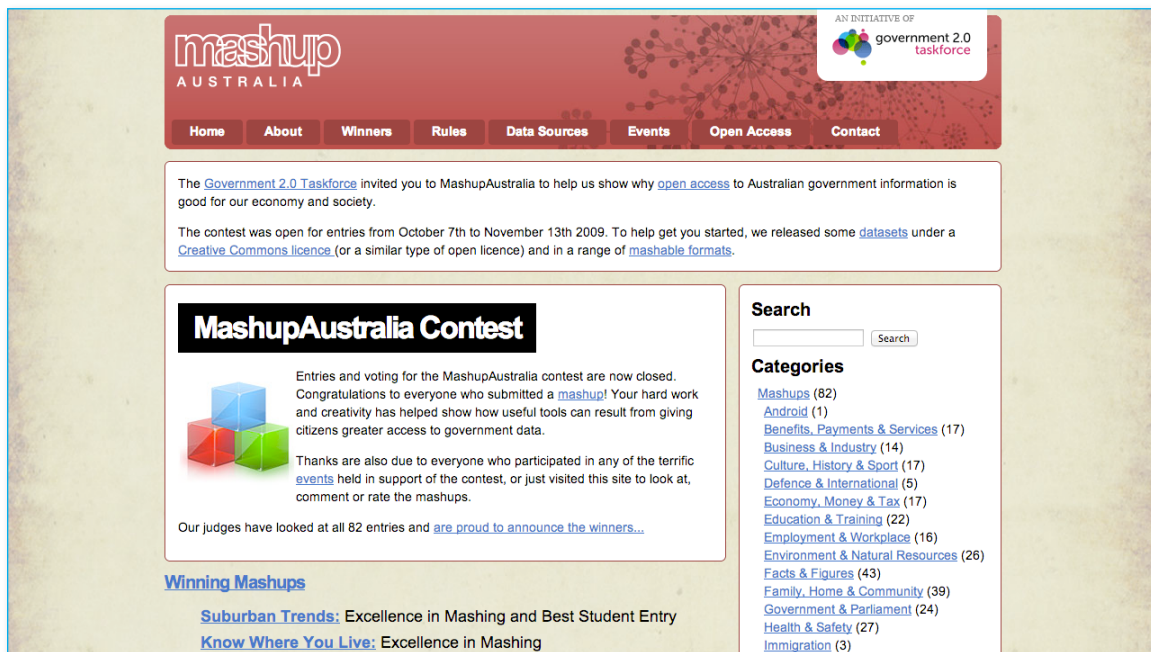 mashup
AUSTRALIA
AN INITIATIVE OF
government 2.0
taskforce
Home About Winners Rules Data Sources Events Open Access Contact
The Government 2.0 Taskforce invited you to MashupAustralia to help us show why open access to Australian government information is
good for our economy and society.
The contest was open for entries from October 7th to November 13th 2009. To help get you started, we released some datasets under a
Creative Commons licence (or a similar type of open licence) and in a range of mashable formats.
MashupAustralia Contest
Entries and voting for the MashupAustralia contest are now closed.
Congratulations to everyone who submitted a mashup! Your hard work
and creativity has helped show how useful tools can result from giving
citizens greater access to government data.
Thanks are also due to everyone who participated in any of the terrific
events held in support of the contest, or just visited this site to look at,
comment or rate the mashups.
Our judges have looked at all 82 entries and are proud to announce the winners...
Winning Mashups
Suburban Trends: Excellence in Mashing and Best Student Entry
Know Where You Live: Excellence in Mashing
Search
Search
Categories
Mashups (82)
Android (1)
Benefits, Payments & Services (17)
Business & Industry (14)
Culture, History & Sport (17)
Defence & International (5)
Economy, Money & Tax (17)
Education & Training (22)
Employment & Workplace (16)
Environment & Natural Resources (26)
Facts & Figures (43)
Family, Home & Community (39)
Government & Parliament (24)
Health & Safety (27)
Immigration (3)